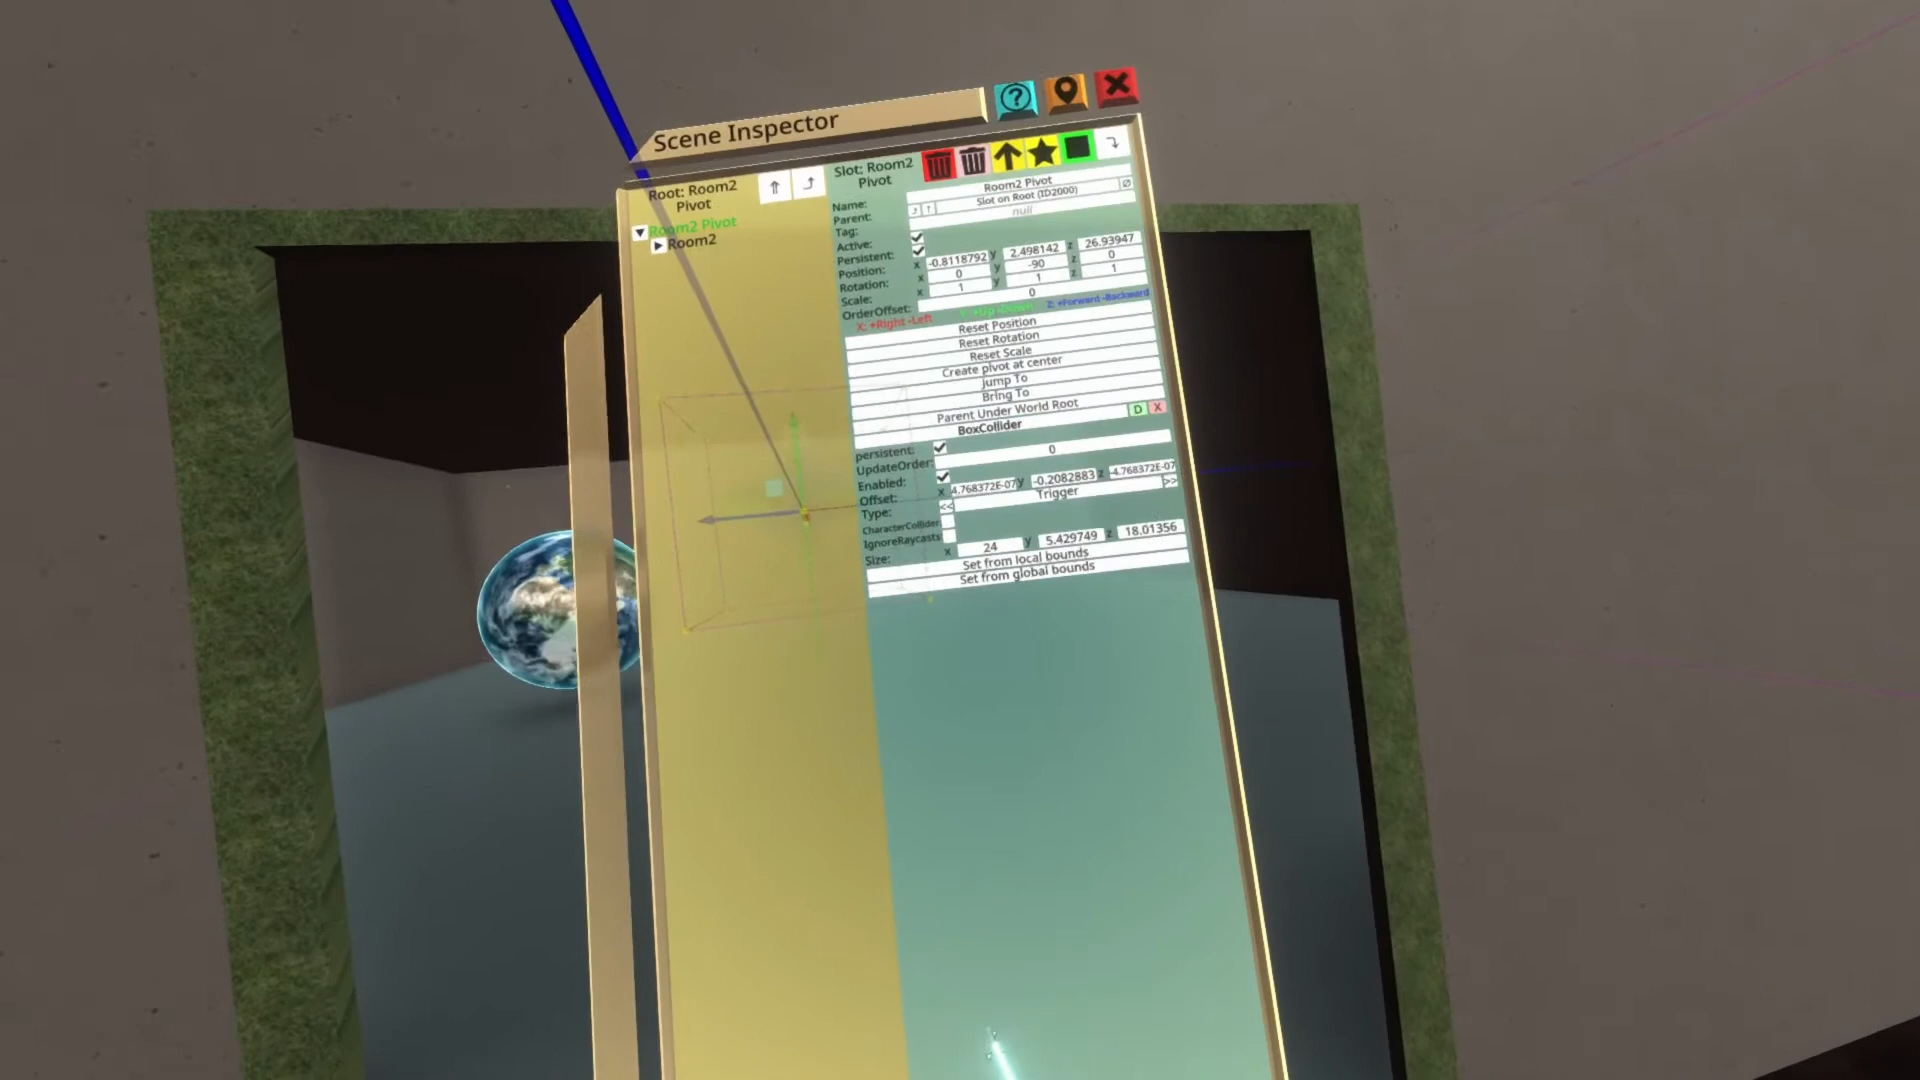 Scene Inspector
Root: Room2
Pivot
Room2 Pivot
Room2
Slot: Room2
Pivot
Name: Room2 Pivot
Parent: Slot on Root (ID2000)
Tag: null
Active:
Persistent:
Position: x -0.8118792 y 2.498142 z 26.93947
Rotation: x 0 y -90 z 0
Scale: x 1 y 1 z 1
OrderOffset: 0
X: +Right -Left Y: +Up -Down Z: +Forward -Backward
Reset Position
Reset Rotation
Reset Scale
Create pivot at center
Jump To
Bring To
Parent Under World Root
BoxCollider D X
persistent:
UpdateOrder: 0
Enabled:
Offset: x 4.768372E-07 y -0.2082883 z -4.768372E-07
Type: << Trigger >>
CharacterCollider
IgnoreRaycasts
Size: x 24 y 5.429749 z 18.01356
Set from local bounds
Set from global bounds